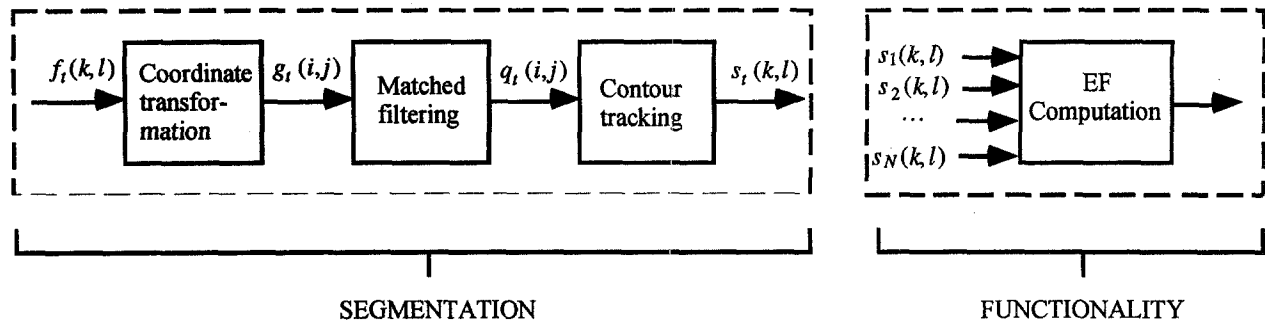 f_t(k,l)
Coordinate
transfor-
mation
g_t(i,j)
Matched
filtering
q_t(i,j)
Contour
tracking
s_t(k,l)
s_1(k,l)
s_2(k,l)
...
s_N(k,l)
EF
Computation
SEGMENTATION
FUNCTIONALITY